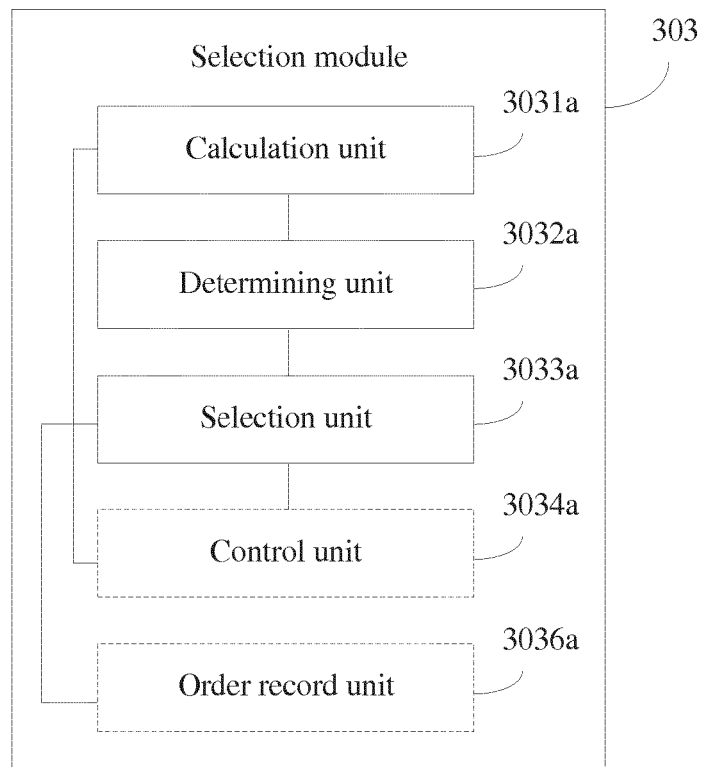 303
Selection module
3031a
Calculation unit
3032a
Determining unit
3033a
Selection unit
3034a
Control unit
3036a
Order record unit